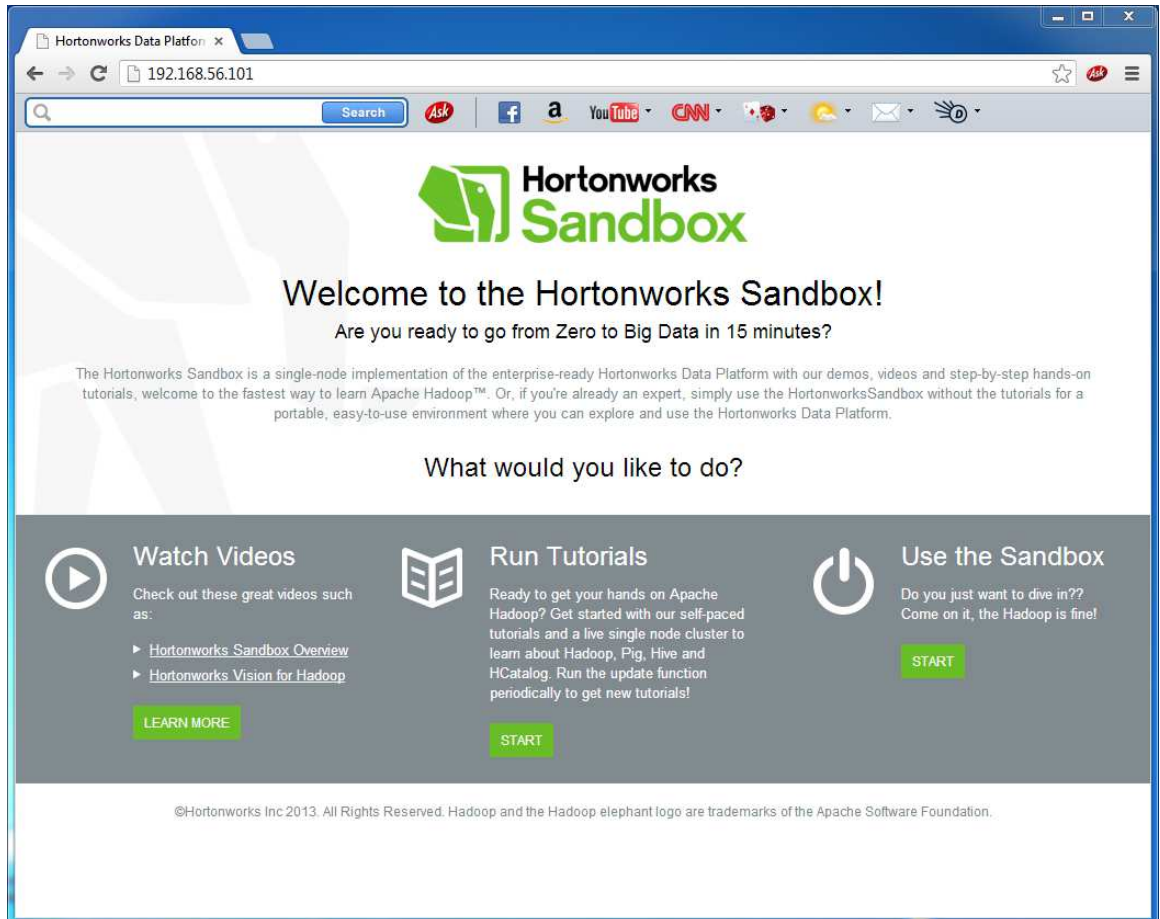 Hortonworks Data Platfor
192.168.56.101
Ask
Search
Ask
a
YouTube
CNN
D
Hortonworks
Sandbox
Welcome to the Hortonworks Sandbox!
Are you ready to go from Zero to Big Data in 15 minutes?
The Hortonworks Sandbox is a single-node implementation of the enterprise-ready Hortonworks Data Platform with our demos, videos and step-by-step hands-on
tutorials, welcome to the fastest way to learn Apache Hadoop™. Or, if you're already an expert, simply use the HortonworksSandbox without the tutorials for a
portable, easy-to-use environment where you can explore and use the Hortonworks Data Platform.
What would you like to do?
Watch Videos
Check out these great videos such
as:
Hortonworks Sandbox Overview
Hortonworks Vision for Hadoop
LEARN MORE
Run Tutorials
Ready to get your hands on Apache
Hadoop? Get started with our self-paced
tutorials and a live single node cluster to
learn about Hadoop, Pig, Hive and
HCatalog. Run the update function
periodically to get new tutorials!
START
Use the Sandbox
Do you just want to dive in??
Come on it, the Hadoop is fine!
START
©Hortonworks Inc 2013. All Rights Reserved. Hadoop and the Hadoop elephant logo are trademarks of the Apache Software Foundation.